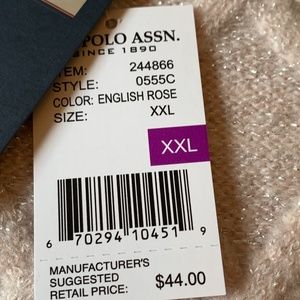 POLO ASSN.
SINCE 1890
ITEM: 244866
STYLE: 0555C
COLOR: ENGLISH ROSE
SIZE: XXL
XXL
6 70294 10451 9
MANUFACTURER'S
SUGGESTED
RETAIL PRICE: $44.00